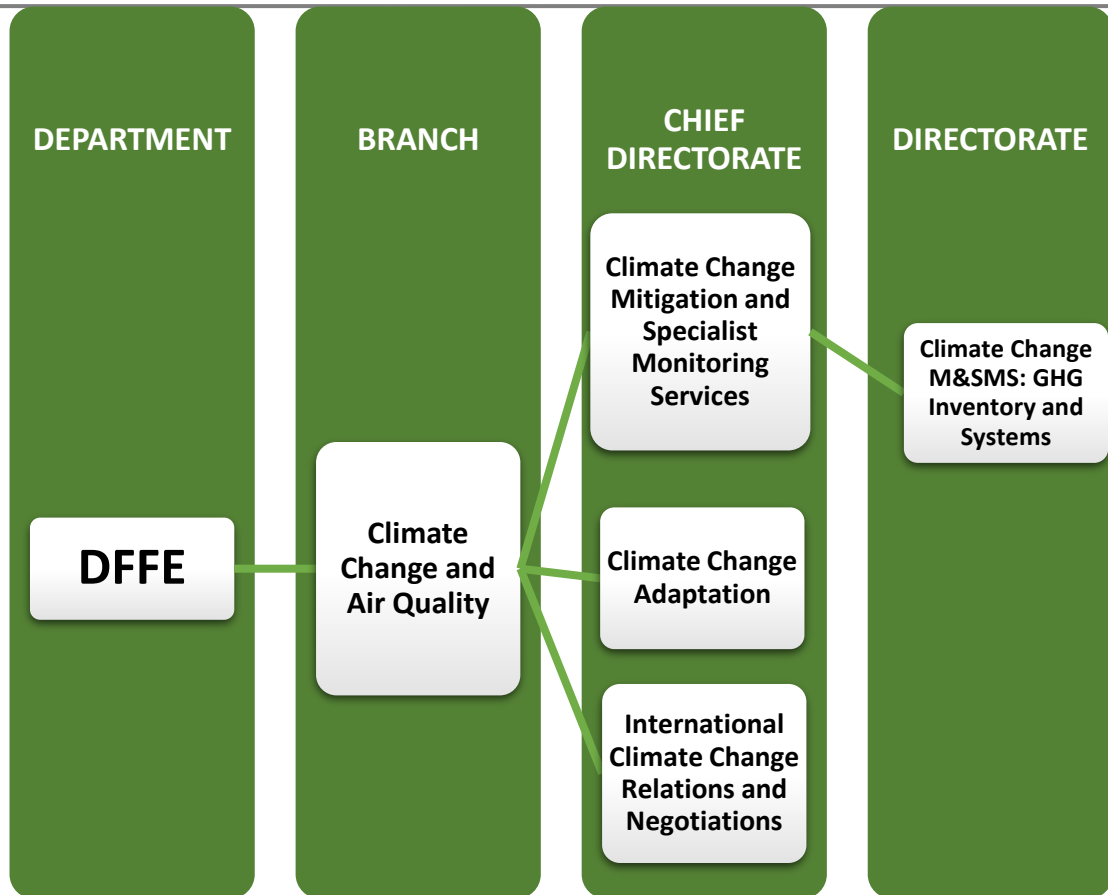 DEPARTMENT
BRANCH
CHIEF
DIRECTORATE
DIRECTORATE
DFFE
Climate
Change and
Air Quality
Climate Change
Mitigation and
Specialist
Monitoring
Services
Climate Change
Adaptation
International
Climate Change
Relations and
Negotiations
Climate Change
M&SMS: GHG
Inventory and
Systems